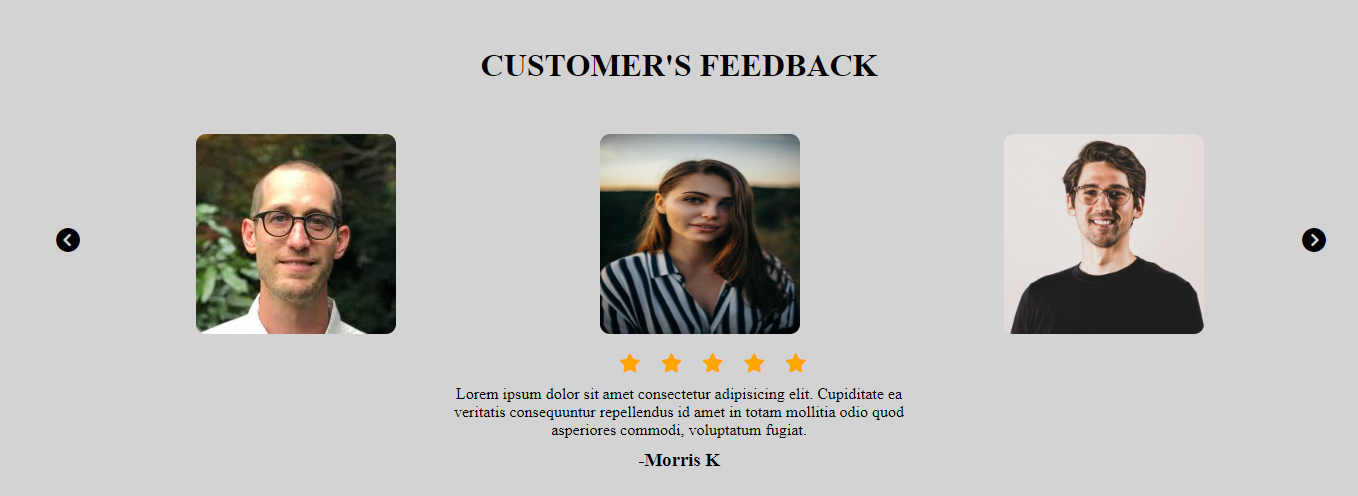 CUSTOMER'S FEEDBACK
Lorem ipsum dolor sit amet consectetur adipisicing elit. Cupiditate ea
veritatis consequuntur repellendus id amet in totam mollitia odio quod
asperiores commodi, voluptatum fugiat.
-Morris K